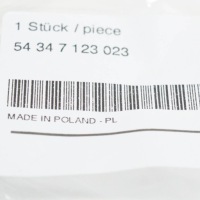 1 Stück / piece
54 34 7 123 023
MADE IN POLAND - PL